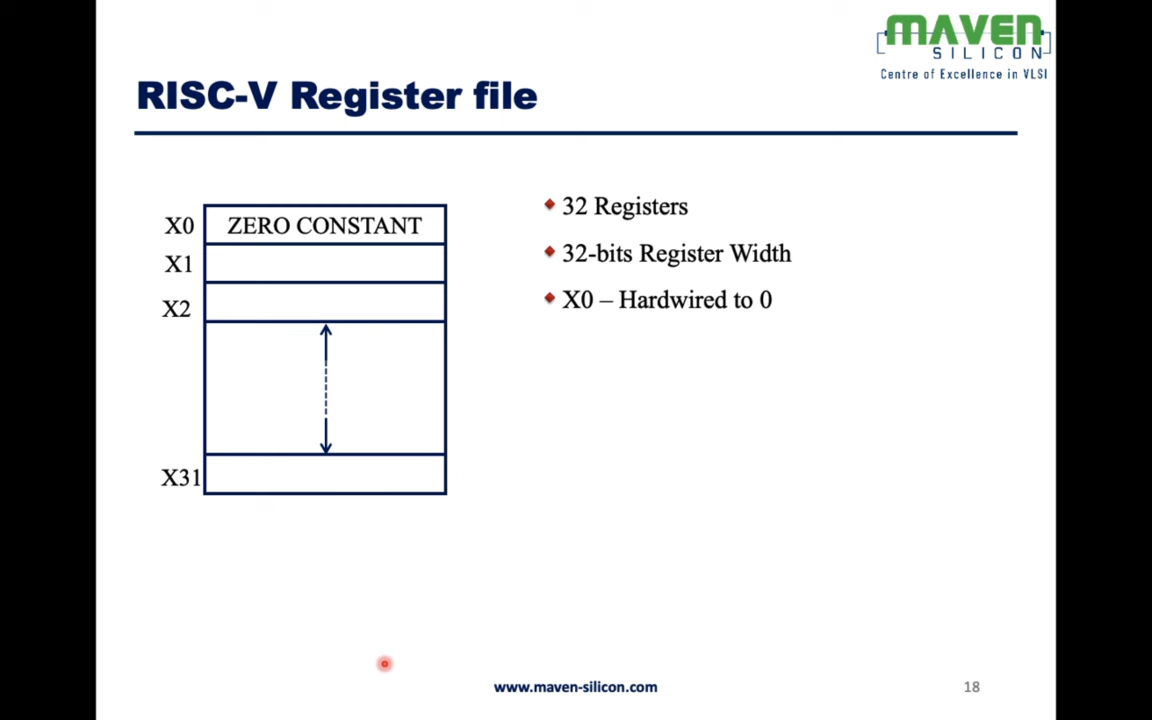 MAVEN
SILICON
Centre of Excellence in VLSI
RISC-V Register file
X0 ZERO CONSTANT
X1
X2
X31
32 Registers
32-bits Register Width
X0 – Hardwired to 0
www.maven-silicon.com
18